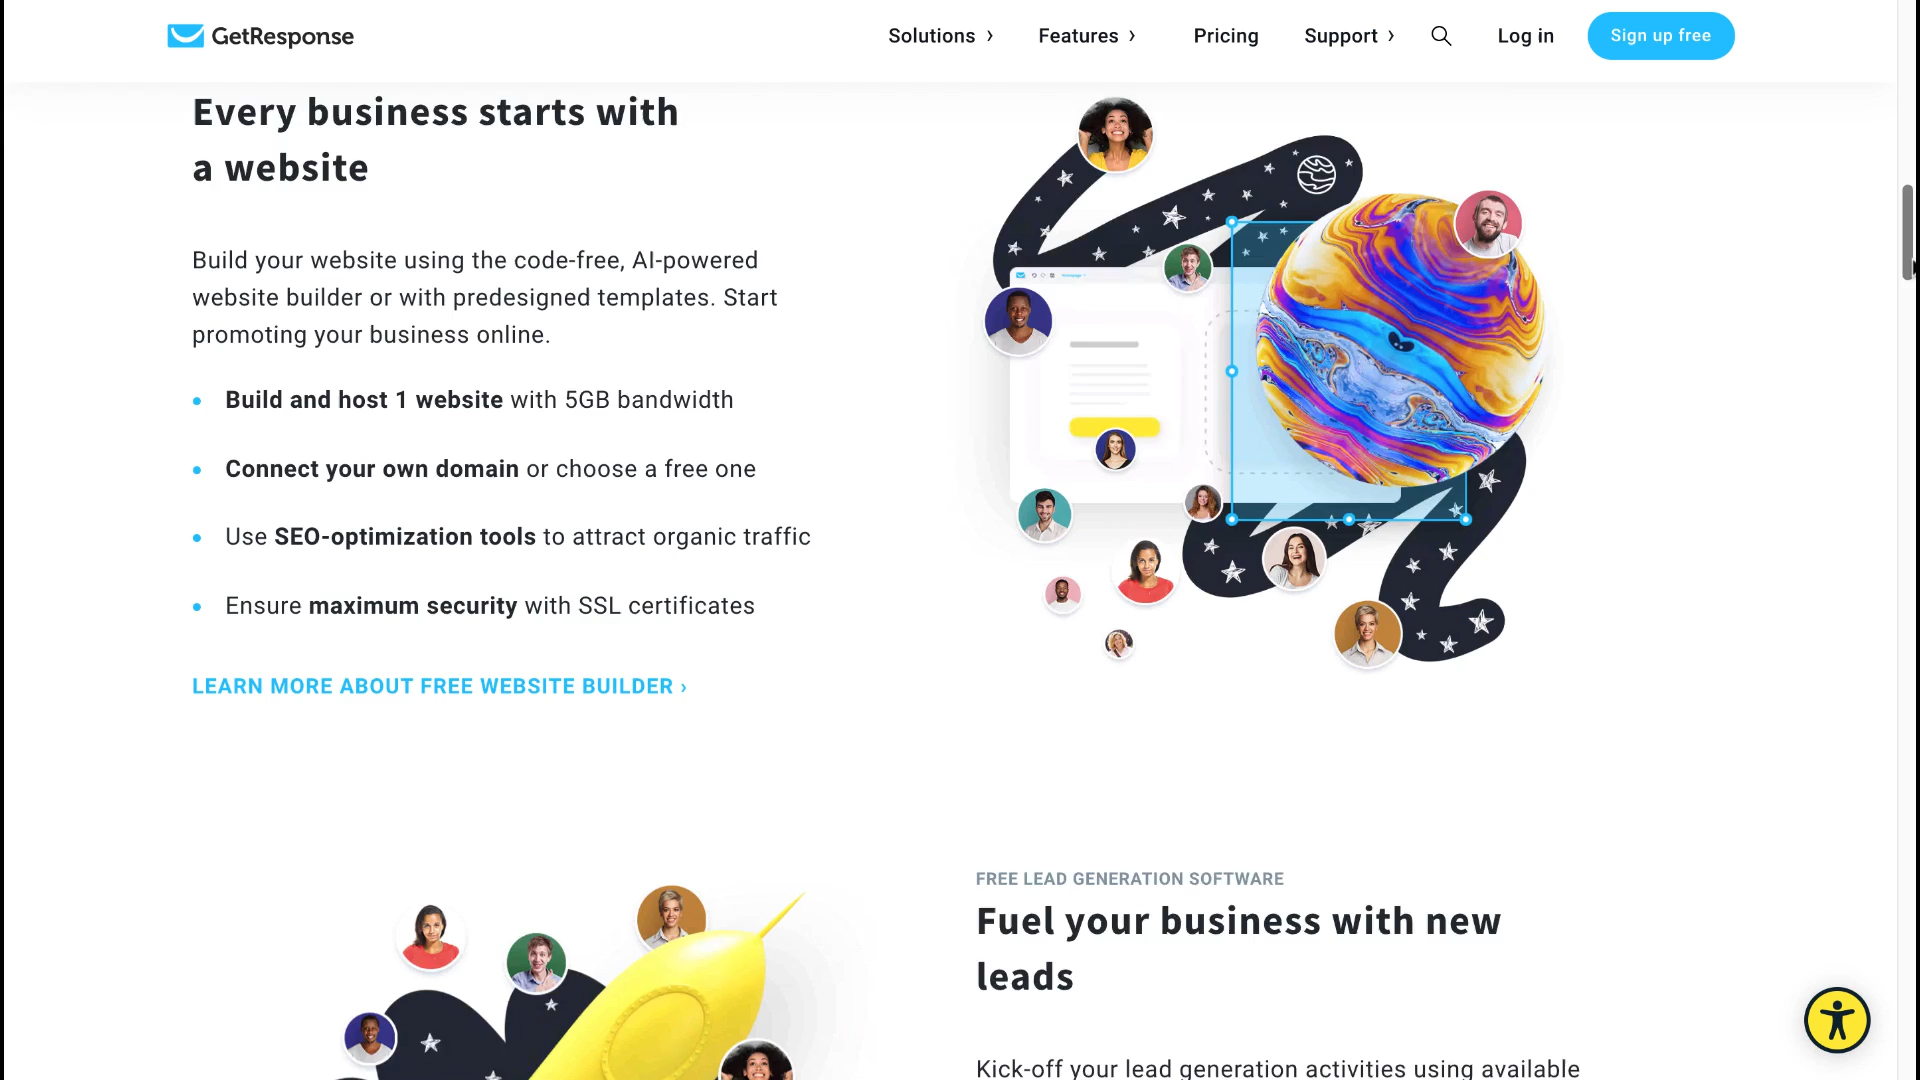 GetResponse
Solutions ›
Features ›
Pricing
Support ›
Log in
Sign up free
Every business starts with
a website
Build your website using the code-free, AI-powered
website builder or with predesigned templates. Start
promoting your business online.
Build and host 1 website with 5GB bandwidth
Connect your own domain or choose a free one
Use SEO-optimization tools to attract organic traffic
Ensure maximum security with SSL certificates
LEARN MORE ABOUT FREE WEBSITE BUILDER ›
FREE LEAD GENERATION SOFTWARE
Fuel your business with new
leads
Kick-off your lead generation activities using available